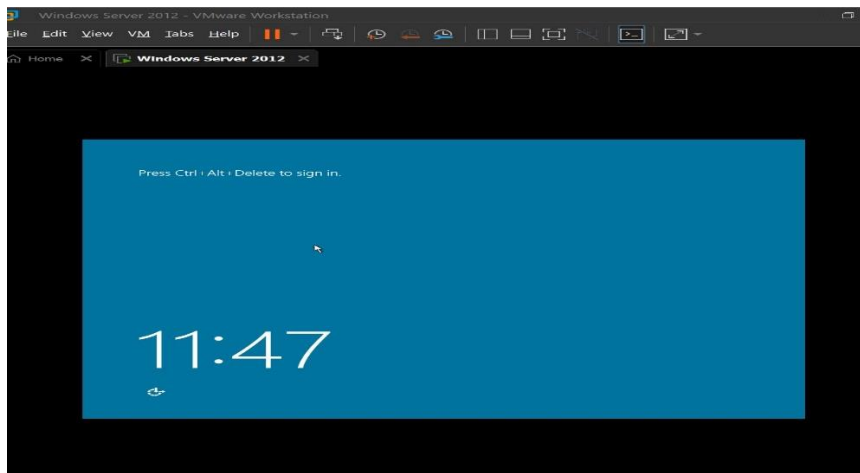 Windows Server 2012 - VMware Workstation
File Edit View VM Tabs Help
Home Windows Server 2012
Press Ctrl+Alt+Delete to sign in.
11:47